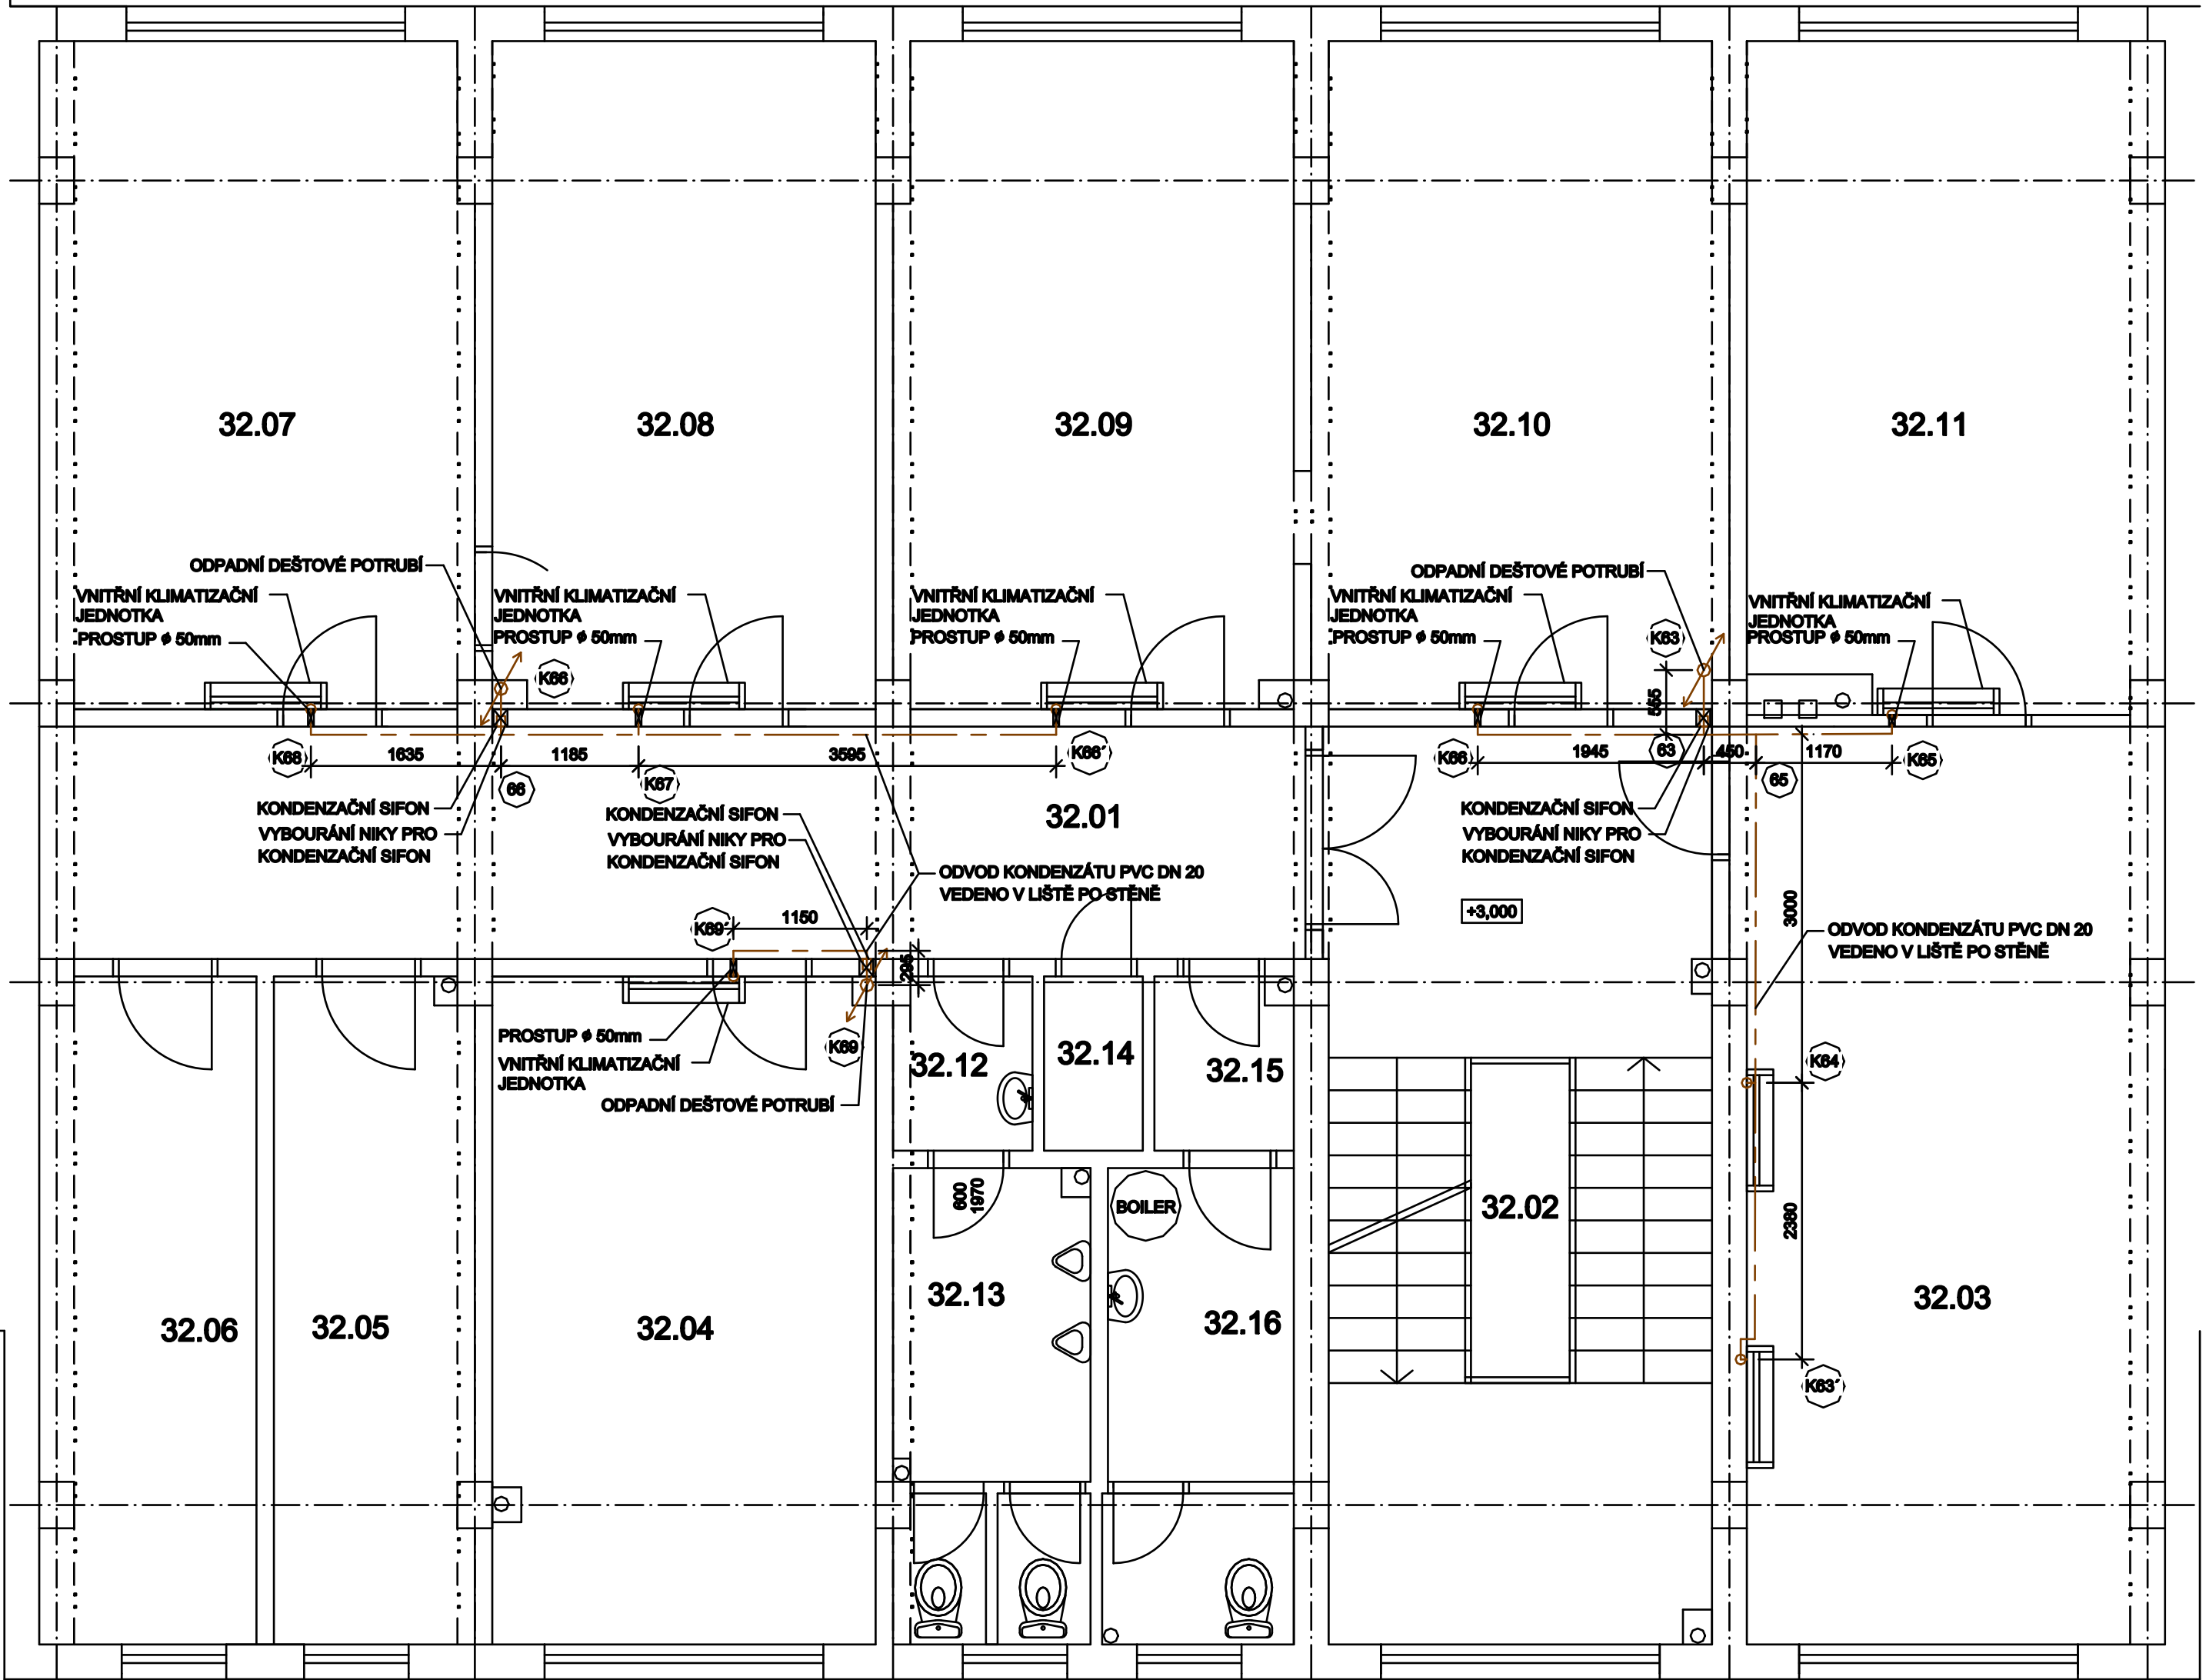 32.07
32.08
32.09
32.10
32.11
ODPADNÍ DEŠTOVÉ POTRUBÍ
VNITŘNÍ KLIMATIZAČNÍ
JEDNOTKA
PROSTUP ϕ 50mm
VNITŘNÍ KLIMATIZAČNÍ
JEDNOTKA
PROSTUP ϕ 50mm
VNITŘNÍ KLIMATIZAČNÍ
JEDNOTKA
PROSTUP ϕ 50mm
ODPADNÍ DEŠTOVÉ POTRUBÍ
VNITŘNÍ KLIMATIZAČNÍ
JEDNOTKA
PROSTUP ϕ 50mm
VNITŘNÍ KLIMATIZAČNÍ
JEDNOTKA
PROSTUP ϕ 50mm
K66
K63
555
K68
1635
66
1185
K67
3595
K66´
K66
1945
63
450
65
1170
K65
KONDENZAČNÍ SIFON
VYBOURÁNÍ NIKY PRO
KONDENZAČNÍ SIFON
KONDENZAČNÍ SIFON
VYBOURÁNÍ NIKY PRO
KONDENZAČNÍ SIFON
32.01
KONDENZAČNÍ SIFON
VYBOURÁNÍ NIKY PRO
KONDENZAČNÍ SIFON
ODVOD KONDENZÁTU PVC DN 20
VEDENO V LIŠTĚ PO STĚNĚ
+3,000
3000
ODVOD KONDENZÁTU PVC DN 20
VEDENO V LIŠTĚ PO STĚNĚ
K69´
1150
295
PROSTUP ϕ 50mm
VNITŘNÍ KLIMATIZAČNÍ
JEDNOTKA
ODPADNÍ DEŠTOVÉ POTRUBÍ
K69
32.12
32.14
32.15
K64
600
1970
BOILER
32.02
2380
32.13
32.16
32.03
32.06
32.05
32.04
K63´